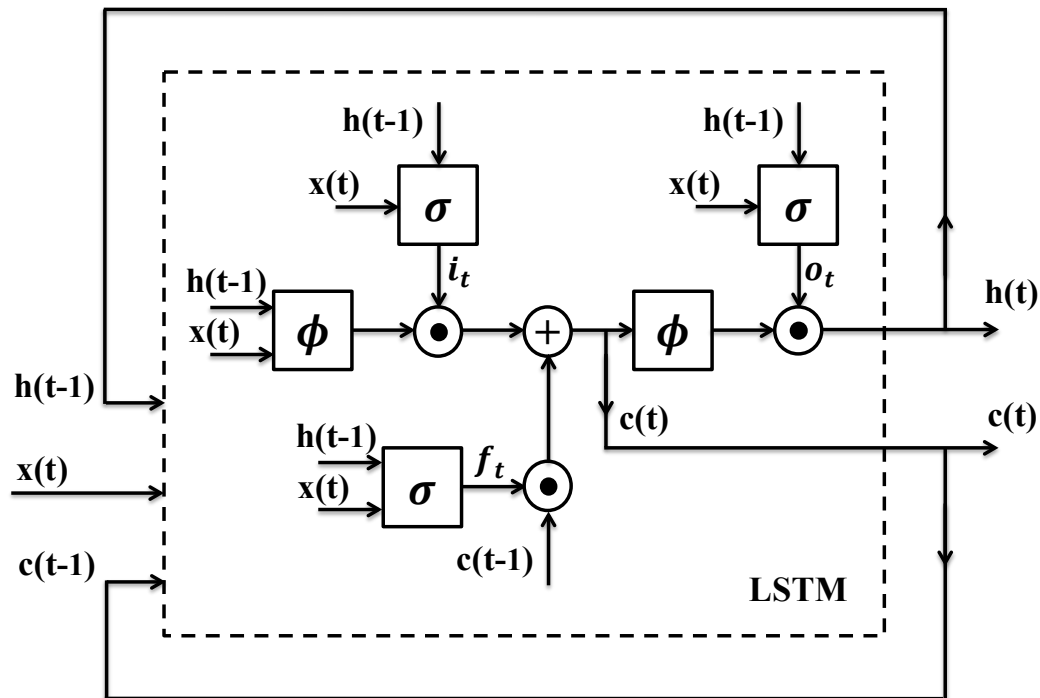 h(t-1)
h(t-1)
x(t)
σ
x(t)
σ
i_t
o_t
h(t-1)
x(t)
ϕ
+
ϕ
h(t)
h(t-1)
c(t)
c(t)
h(t-1)
x(t)
σ
f_t
x(t)
c(t-1)
c(t-1)
LSTM